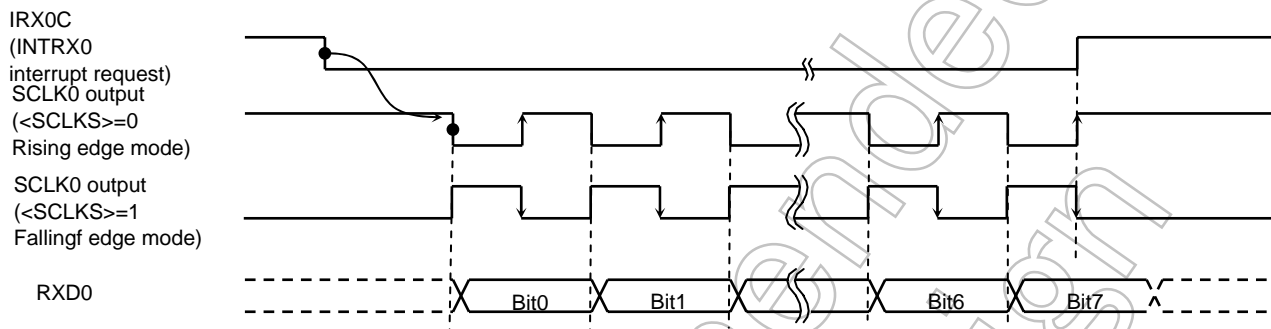 IRX0C
(INTRX0
interrupt request)
SCLK0 output
(<SCLKS>=0
Rising edge mode)
SCLK0 output
(<SCLKS>=1
Fallingf edge mode)
RXD0
Bit0
Bit1
Bit6
Bit7